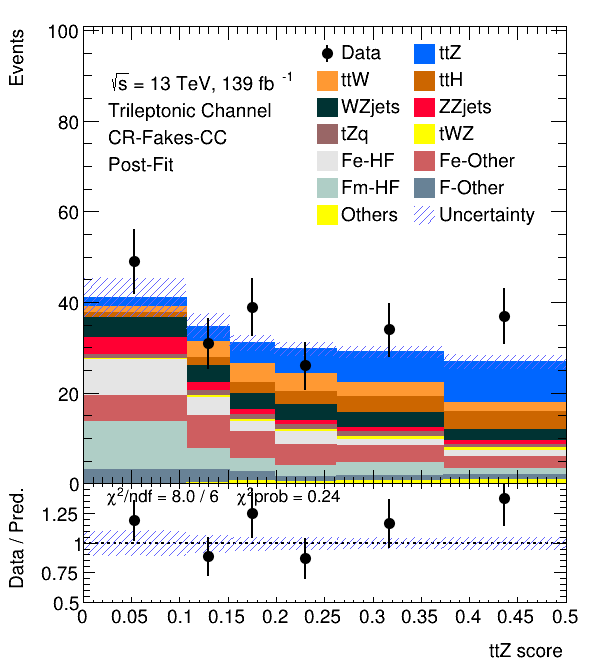 Events
100
80
60
40
20
0
√s = 13 TeV, 139 fb -1
Trileptonic Channel
CR-Fakes-CC
Post-Fit
Data ttZ
ttW ttH
WZjets ZZjets
tZq tWZ
Fe-HF Fe-Other
Fm-HF F-Other
Others Uncertainty
χ²/ndf = 8.0 / 6 χ²prob = 0.24
Data / Pred.
1.25
1
0.75
0.5
0 0.05 0.1 0.15 0.2 0.25 0.3 0.35 0.4 0.45 0.5
ttZ score